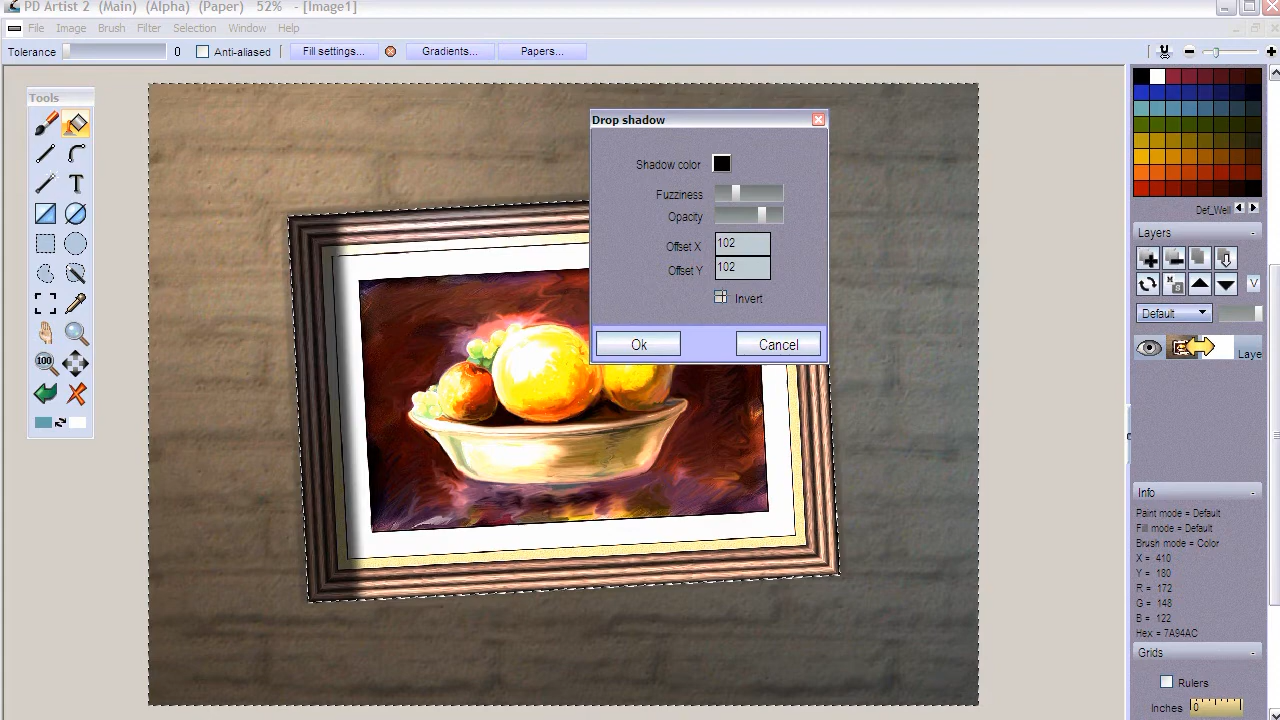 PD Artist 2 (Main) (Alpha) (Paper) 52% - [Image1]
File Image Brush Filter Selection Window Help
Tolerance 0 Anti-aliased Fill settings... Gradients... Papers...
Tools
T
100
Drop shadow
Shadow color
Fuzziness
Opacity
Offset X 102
Offset Y 102
Invert
Ok Cancel
Def_Well
Layers
M S
V
Default
Laye
Info
Paint mode = Default
Fill mode = Default
Brush mode = Color
X = 410
Y = 180
R = 172
G = 148
B = 122
Hex = 7A94AC
Grids
Rulers
Inches 0